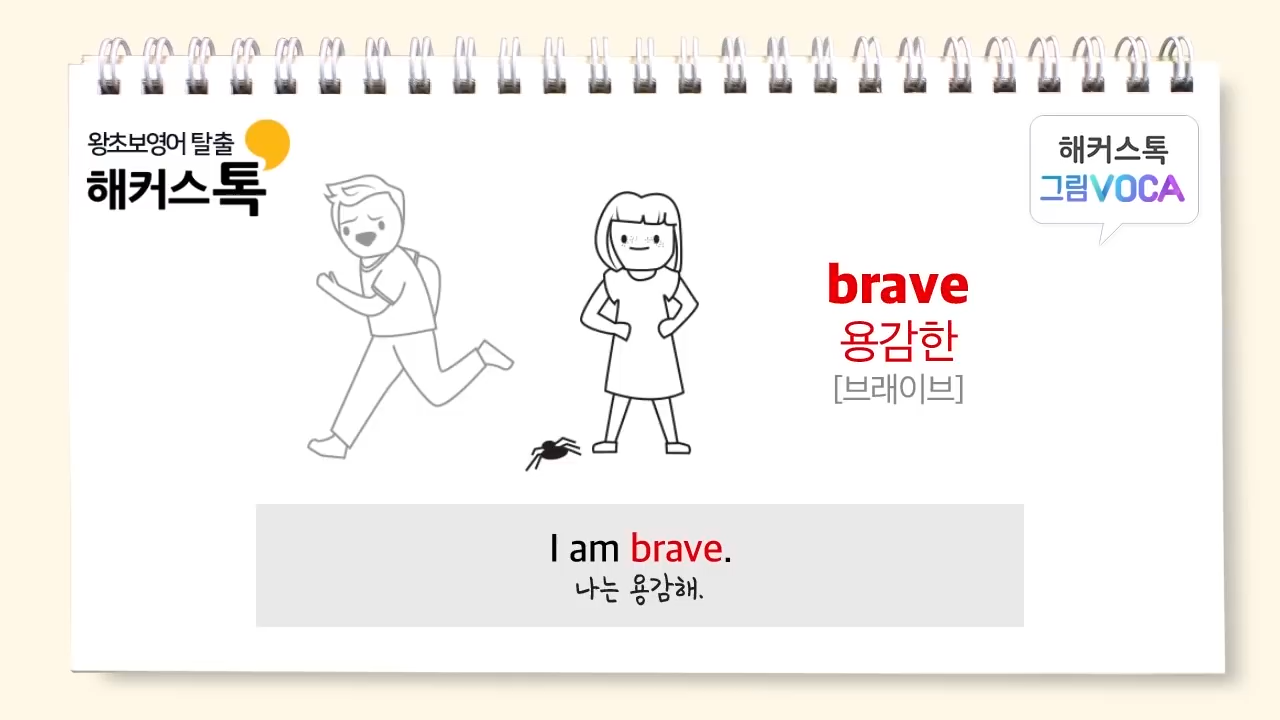 왕초보영어 탈출
해커스톡
해커스톡
그림VOCA
brave
용감한
[브레이브]
I am brave.
나는 용감해.